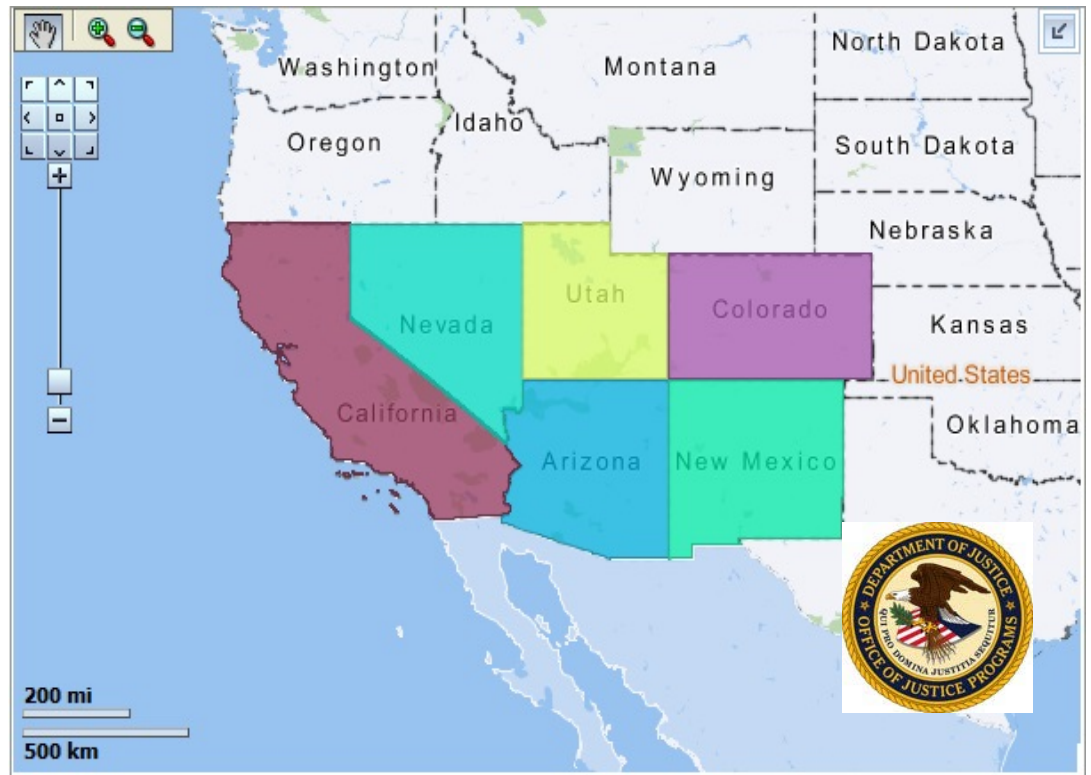 North Dakota
Washington
Montana
Idaho
Oregon
South Dakota
Wyoming
Nebraska
Utah
Colorado
Nevada
Kansas
United States
California
Oklahoma
Arizona
New Mexico
DEPARTMENT OF JUSTICE
QUI PRO DOMINA JUSTITIA SEQUITUR
OFFICE OF JUSTICE PROGRAMS
200 mi
500 km